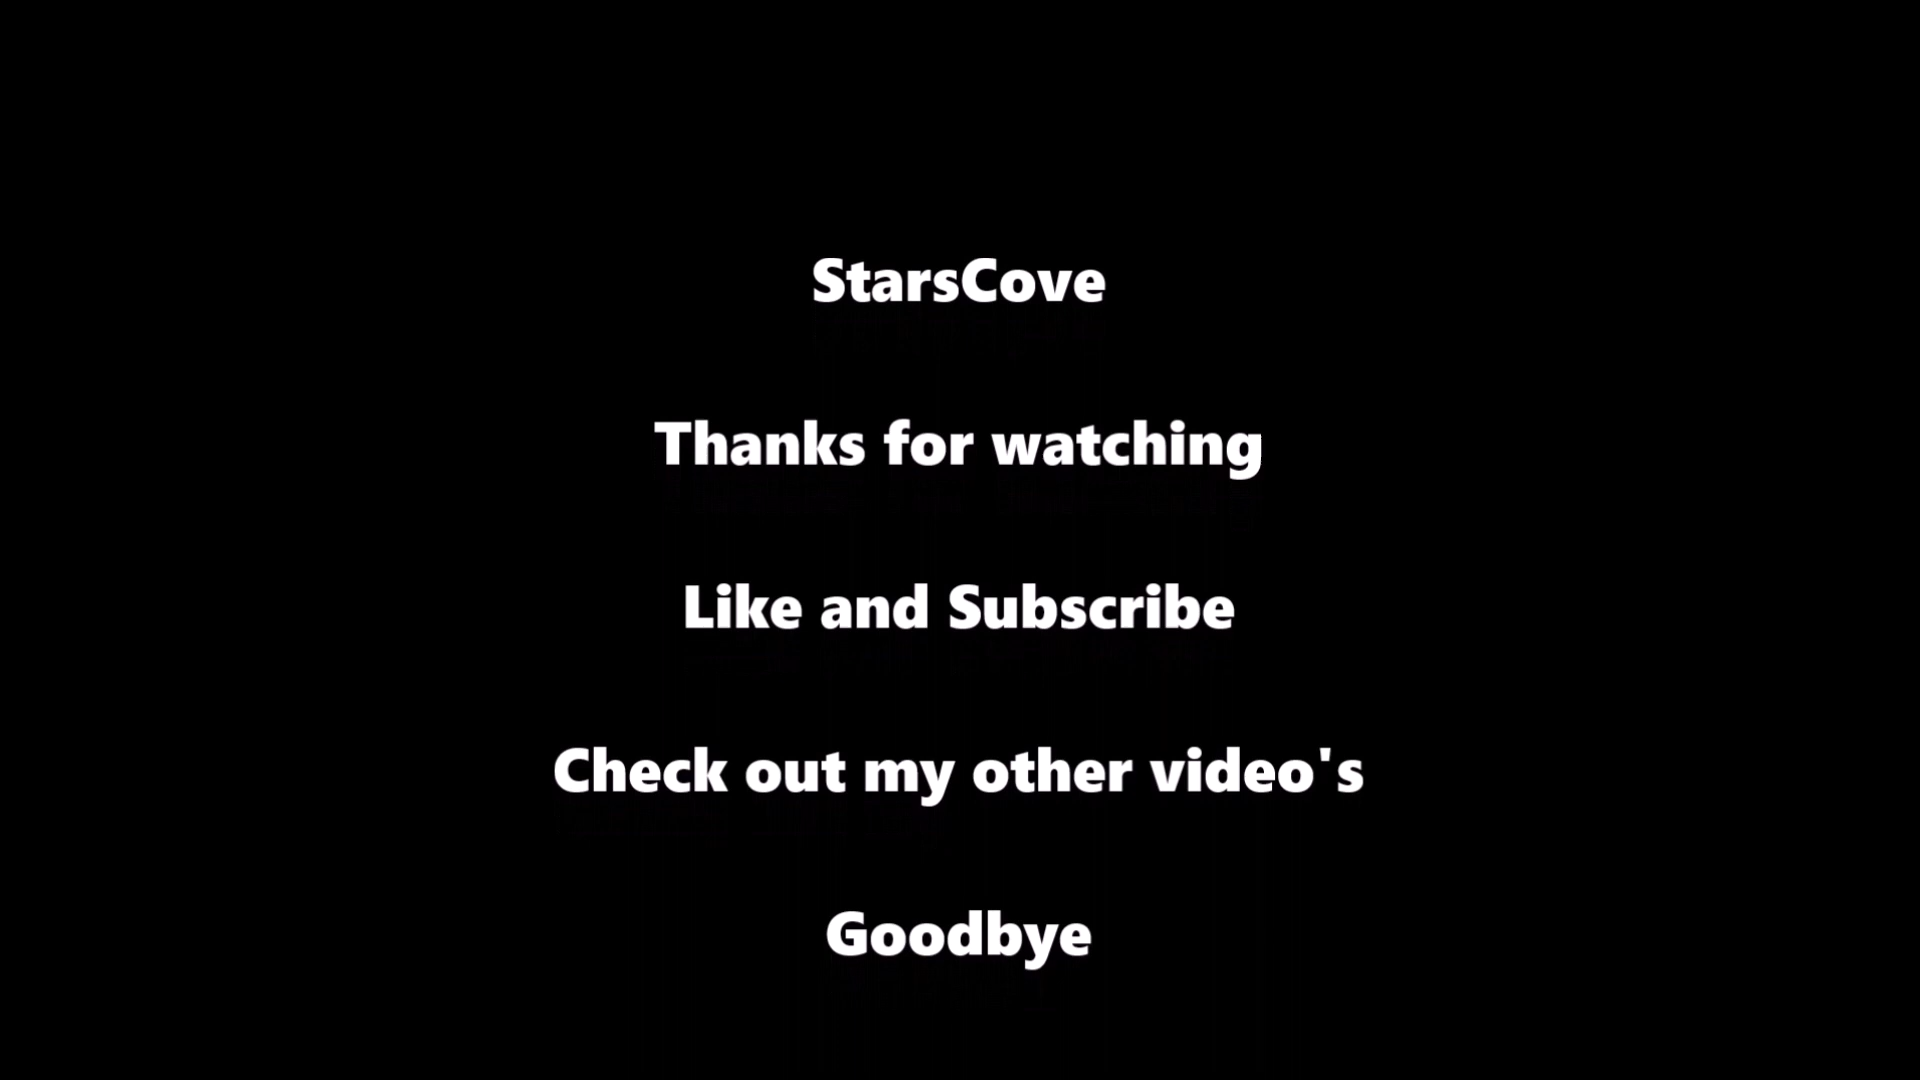 StarsCove
Thanks for watching
Like and Subscribe
Check out my other video's
Goodbye